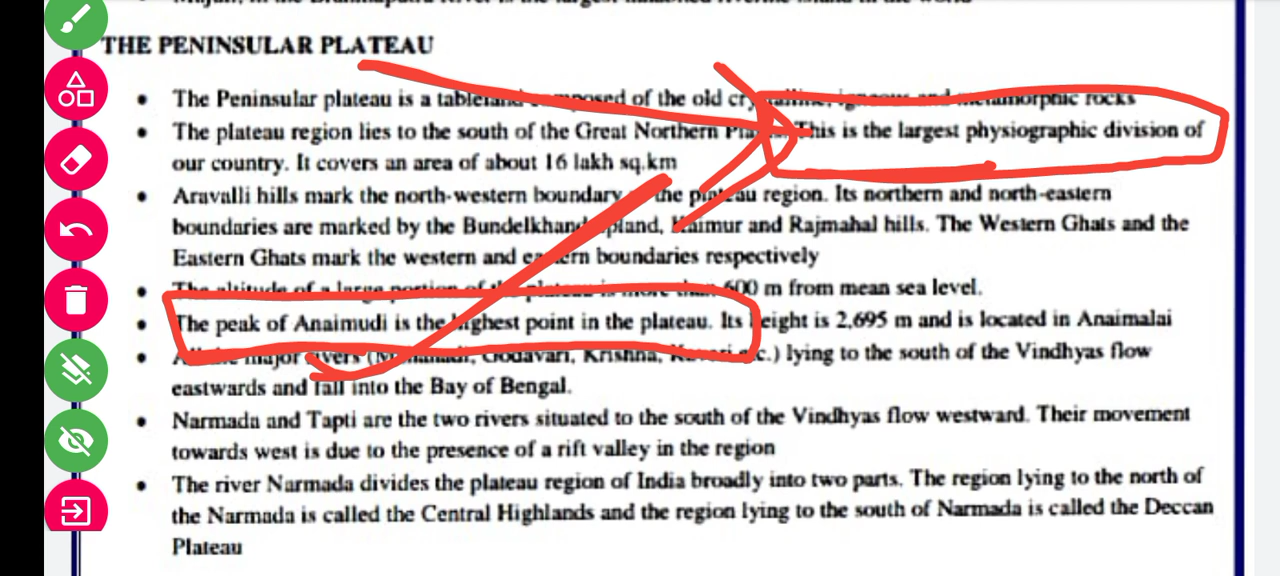 THE PENINSULAR PLATEAU
• The Peninsular plateau is a tableland composed of the old crystalline, igneous and metamorphic rocks
• The plateau region lies to the south of the Great Northern Plains. This is the largest physiographic division of
our country. It covers an area of about 16 lakh sq.km
• Aravalli hills mark the north-western boundary of the plateau region. Its northern and north-eastern
boundaries are marked by the Bundelkhand upland, Kaimur and Rajmahal hills. The Western Ghats and the
Eastern Ghats mark the western and eastern boundaries respectively
• The altitude of a large portion of the plateau is more than 600 m from mean sea level.
• The peak of Anaimudi is the highest point in the plateau. Its height is 2,695 m and is located in Anaimalai
• All the major rivers (Mahanadi, Godavari, Krishna, Kaveri etc.) lying to the south of the Vindhyas flow
eastwards and fall into the Bay of Bengal.
• Narmada and Tapti are the two rivers situated to the south of the Vindhyas flow westward. Their movement
towards west is due to the presence of a rift valley in the region
• The river Narmada divides the plateau region of India broadly into two parts. The region lying to the north of
the Narmada is called the Central Highlands and the region lying to the south of Narmada is called the Deccan
Plateau